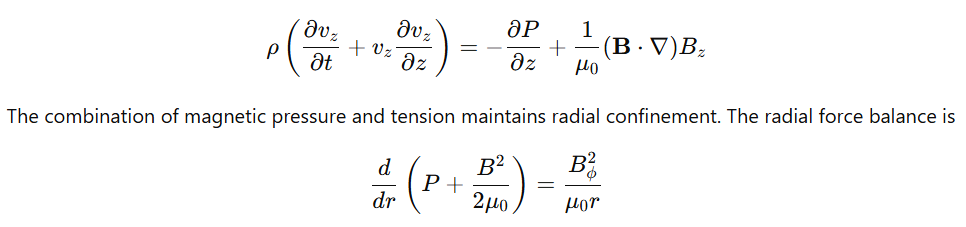 ρ ( ∂v_z/∂t + v_z ∂v_z/∂z ) = − ∂P/∂z + 1/μ₀ (𝐁 · ∇)B_z
The combination of magnetic pressure and tension maintains radial confinement. The radial force balance is
d/dr ( P + B²/2μ₀ ) = B_ϕ²/μ₀r